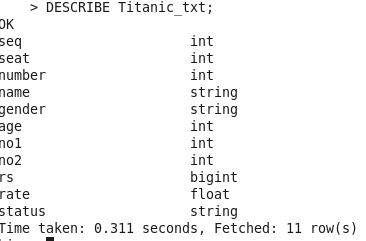 > DESCRIBE Titanic_txt;
OK
seq int
seat int
number int
name string
gender string
age int
no1 int
no2 int
rs bigint
rate float
status string
Time taken: 0.311 seconds, Fetched: 11 row(s)